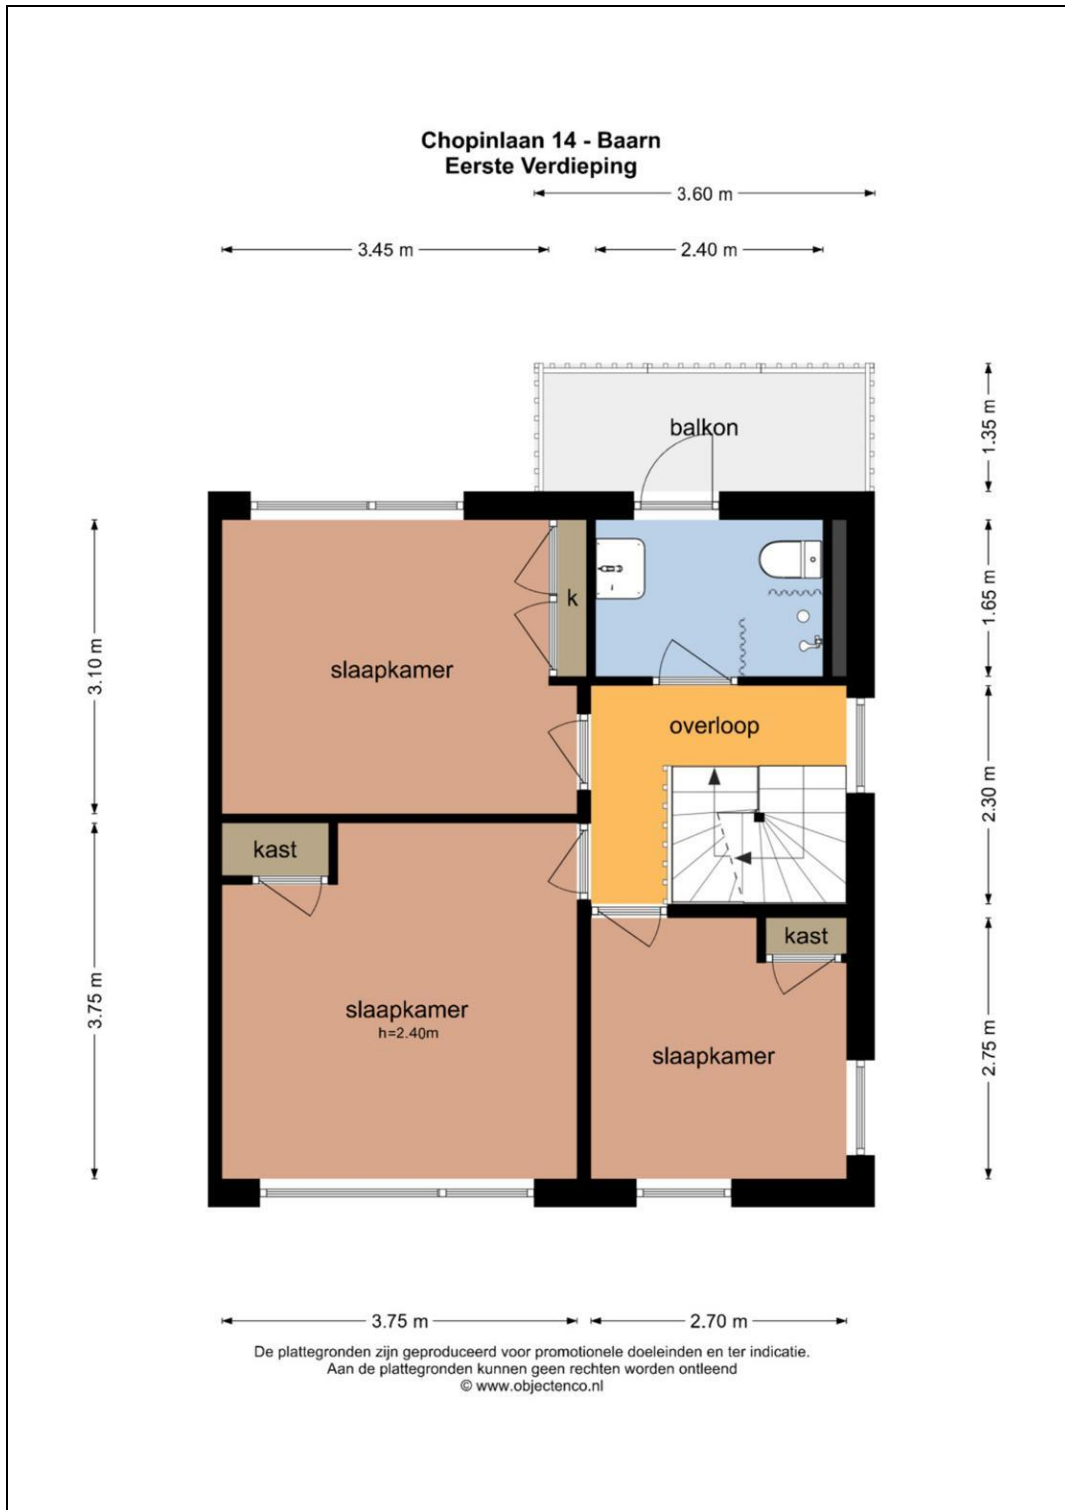 Chopinlaan 14 - Baarn
Eerste Verdieping
3.60 m
3.45 m
2.40 m
balkon
1.35 m
k
1.65 m
3.10 m
slaapkamer
overloop
2.30 m
kast
kast
3.75 m
slaapkamer
h=2.40m
slaapkamer
2.75 m
3.75 m
2.70 m
De plattegronden zijn geproduceerd voor promotionele doeleinden en ter indicatie.
Aan de plattegronden kunnen geen rechten worden ontleend
© www.objectenco.nl